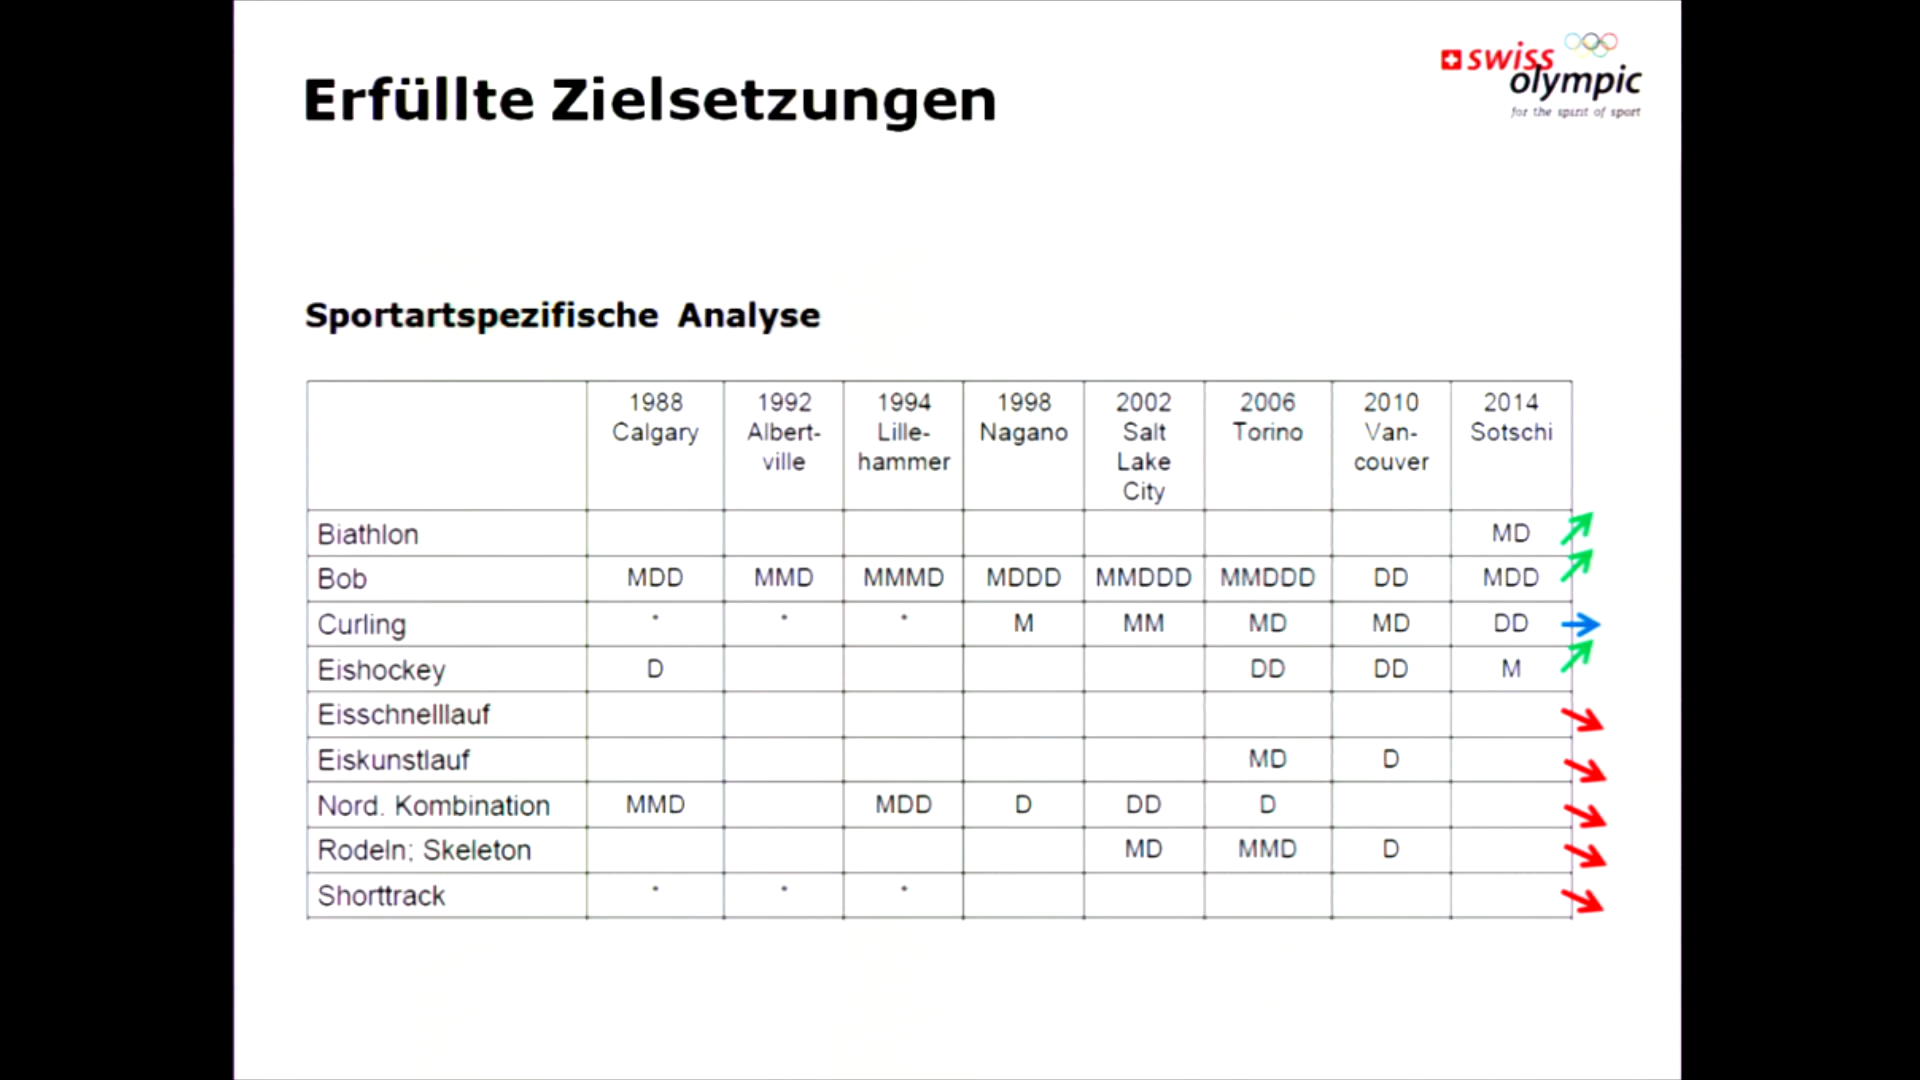 swiss
olympic
for the spirit of sport
Erfüllte Zielsetzungen
Sportartspezifische Analyse
1988 Calgary 1992 Albert-ville 1994 Lille-hammer 1998 Nagano 2002 Salt Lake City 2006 Torino 2010 Van-couver 2014 Sotschi
Biathlon MD
Bob MDD MMD MMMD MDDD MMDDD MMDDD DD MDD
Curling * * * M MM MD MD DD
Eishockey D DD DD M
Eisschnelllauf
Eiskunstlauf MD D
Nord. Kombination MMD MDD D DD D
Rodeln; Skeleton MD MMD D
Shorttrack * * *